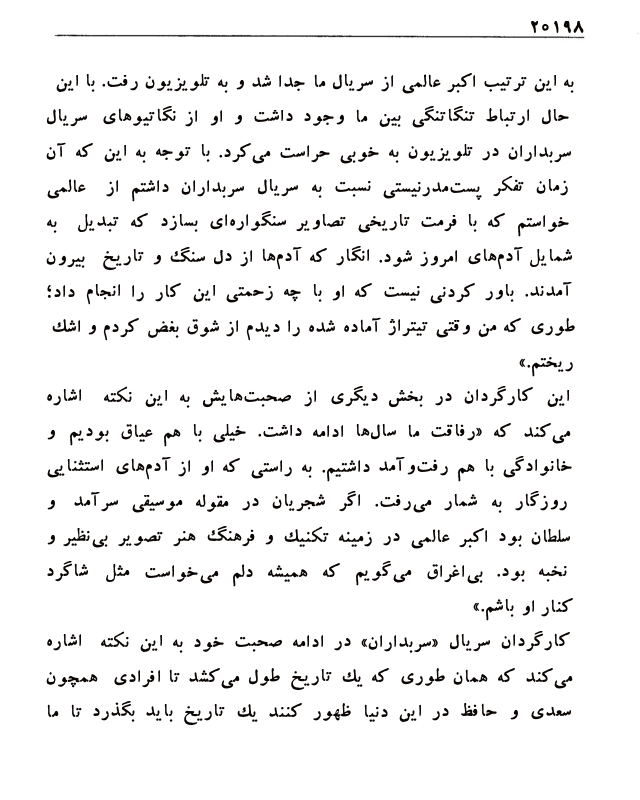 ۲۰۱۹۸
به این ترتیب اکبر عالمی از سریال ما جدا شد و به تلویزیون رفت. با این
حال ارتباط تنگاتنگی بین ما وجود داشت و او از نگاتیوهای سریال
سربداران در تلویزیون به خوبی حراست می‌کرد. با توجه به این که آن
زمان تفکر پست‌مدرنیستی نسبت به سریال سربداران داشتم از عالمی
خواستم که با فرمت تاریخی تصاویر سنگواره‌ای بسازد که تبدیل به
شمایل آدم‌های امروز شود. انگار که آدم‌ها از دل سنگ و تاریخ بیرون
آمدند. باور کردنی نیست که او با چه زحمتی این کار را انجام داد؛
طوری که من وقتی تیتراژ آماده شده را دیدم از شوق بغض کردم و اشك
ریختم.»
این کارگردان در بخش دیگری از صحبت‌هایش به این نکته اشاره
می‌کند که «رفاقت ما سال‌ها ادامه داشت. خیلی با هم عیاق بودیم و
خانوادگی با هم رفت‌وآمد داشتیم. به راستی که او از آدم‌های استثنایی
روزگار به شمار می‌رفت. اگر شجریان در مقوله موسیقی سرآمد و
سلطان بود اکبر عالمی در زمینه تکنیك و فرهنگ هنر تصویر بی‌نظیر و
نخبه بود. بی‌اغراق می‌گویم که همیشه دلم می‌خواست مثل شاگرد
کنار او باشم.»
کارگردان سریال «سربداران» در ادامه صحبت خود به این نکته اشاره
می‌کند که همان طوری که یك تاریخ طول می‌کشد تا افرادی همچون
سعدی و حافظ در این دنیا ظهور کنند یك تاریخ باید بگذرد تا ما